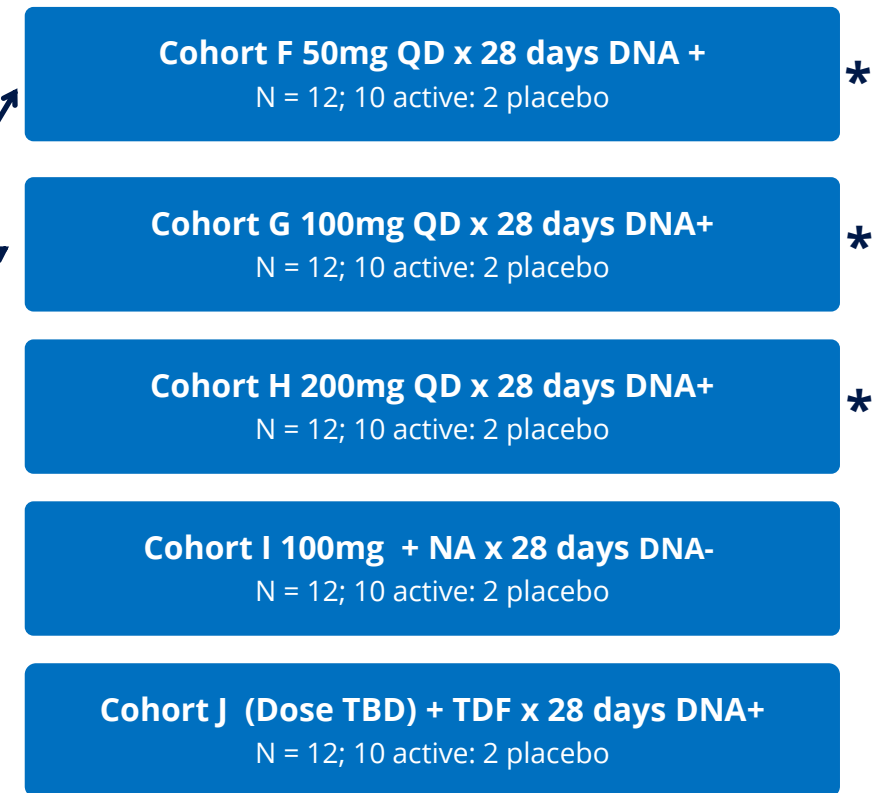 Cohort F 50mg QD x 28 days DNA +
N = 12; 10 active: 2 placebo
*
Cohort G 100mg QD x 28 days DNA+
N = 12; 10 active: 2 placebo
*
Cohort H 200mg QD x 28 days DNA+
N = 12; 10 active: 2 placebo
*
Cohort I 100mg + NA x 28 days DNA-
N = 12; 10 active: 2 placebo
Cohort J (Dose TBD) + TDF x 28 days DNA+
N = 12; 10 active: 2 placebo